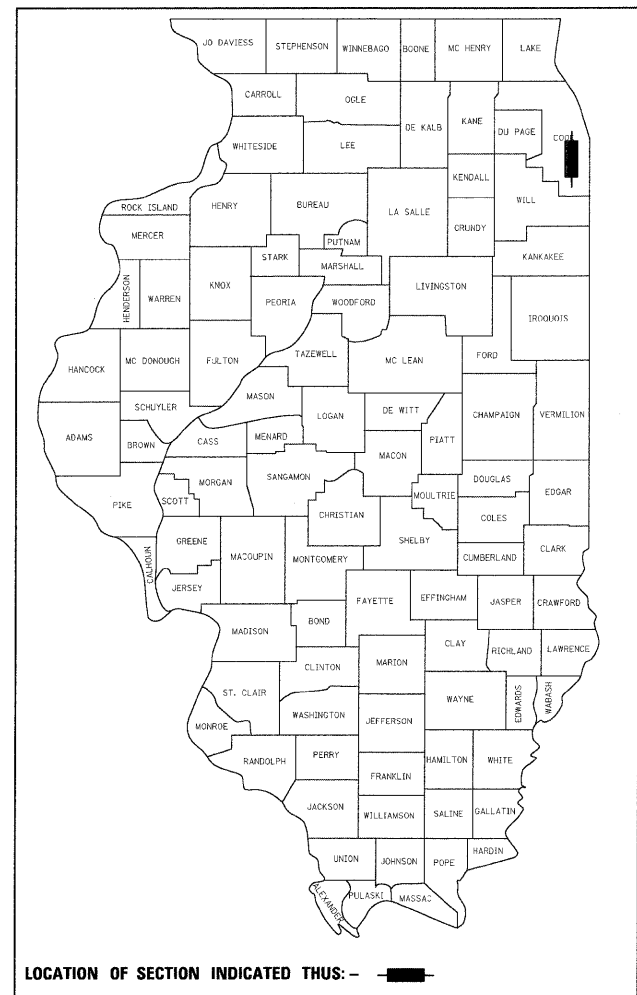 JO DAVIESS
STEPHENSON
WINNEBAGO
BOONE
MC HENRY
LAKE
CARROLL
OGLE
DE KALB
KANE
DU PAGE
COOK
WHITESIDE
LEE
KENDALL
WILL
ROCK ISLAND
HENRY
BUREAU
LA SALLE
GRUNDY
MERCER
PUTNAM
STARK
MARSHALL
KANKAKEE
HENDERSON
WARREN
KNOX
PEORIA
WOODFORD
LIVINGSTON
IROQUOIS
HANCOCK
MC DONOUGH
FULTON
TAZEWELL
MC LEAN
FORD
SCHUYLER
MASON
LOGAN
DE WITT
CHAMPAIGN
VERMILION
ADAMS
BROWN
CASS
MENARD
MACON
PIATT
PIKE
SCOTT
MORGAN
SANGAMON
CHRISTIAN
MOULTRIE
DOUGLAS
EDGAR
COLES
CALHOUN
GREENE
MACOUPIN
MONTGOMERY
SHELBY
CUMBERLAND
CLARK
JERSEY
FAYETTE
EFFINGHAM
JASPER
CRAWFORD
MADISON
BOND
CLAY
RICHLAND
LAWRENCE
CLINTON
MARION
ST. CLAIR
WAYNE
EDWARDS
WABASH
MONROE
WASHINGTON
JEFFERSON
RANDOLPH
PERRY
HAMILTON
WHITE
FRANKLIN
JACKSON
WILLIAMSON
SALINE
GALLATIN
UNION
JOHNSON
POPE
HARDIN
ALEXANDER
PULASKI
MASSAC
LOCATION OF SECTION INDICATED THUS: -